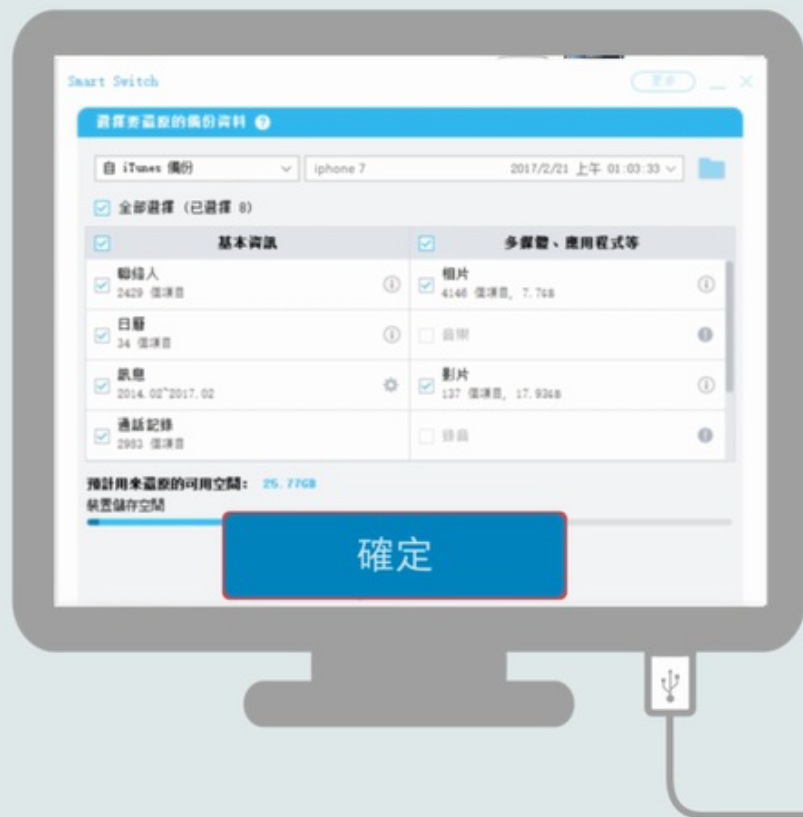 Smart Switch
更多
選擇要還原的備份資料 ?
自 iTunes 備份
iphone 7
2017/2/21 上午 01:03:33
全部選擇 (已選擇 8)
基本資訊
多媒體、應用程式等
聯絡人
2429 個項目
相片
4146 個項目, 7.7GB
日曆
34 個項目
音樂
訊息
2014.02~2017.02
影片
137 個項目, 17.93GB
通話記錄
2983 個項目
錄音
預計用來還原的可用空間: 25.77GB
裝置儲存空間
確定